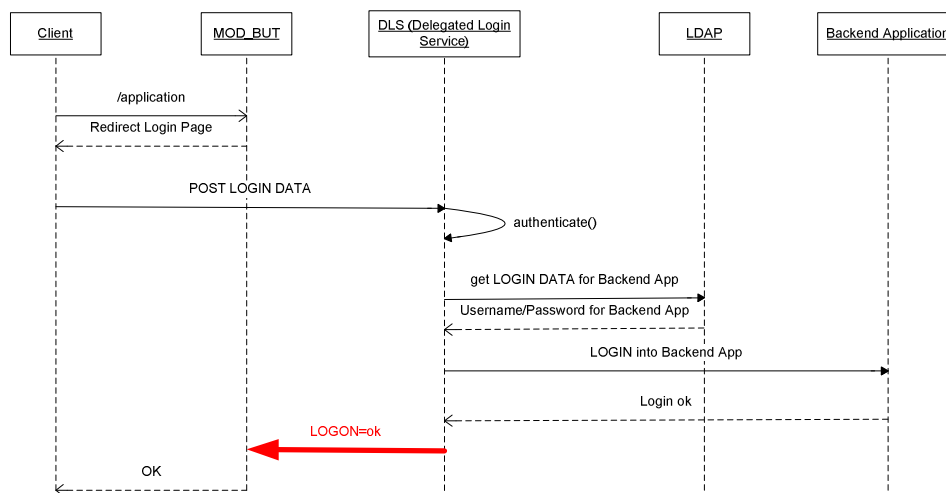 Client
MOD_BUT
DLS (Delegated Login
Service)
LDAP
Backend Application
/application
Redirect Login Page
POST LOGIN DATA
authenticate()
get LOGIN DATA for Backend App
Username/Password for Backend App
LOGIN into Backend App
Login ok
LOGON=ok
OK